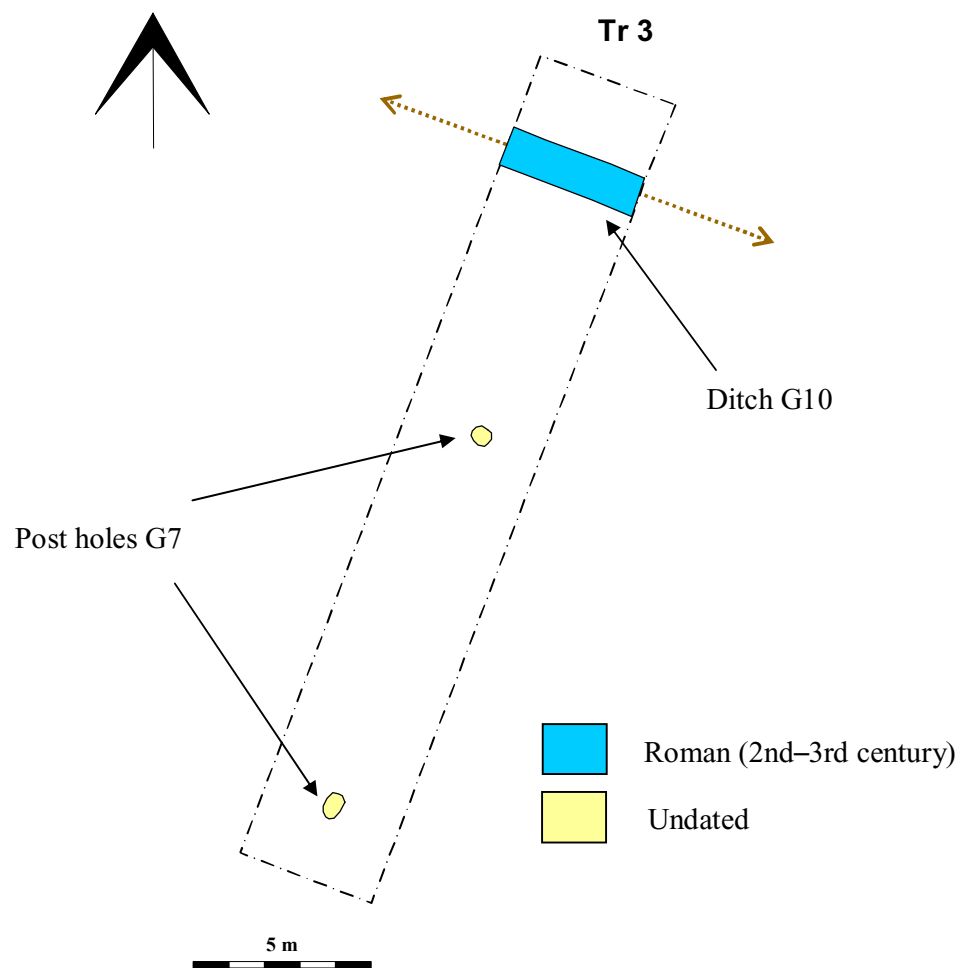 Tr 3
Ditch G10
Post holes G7
Roman (2nd–3rd century)
Undated
5 m